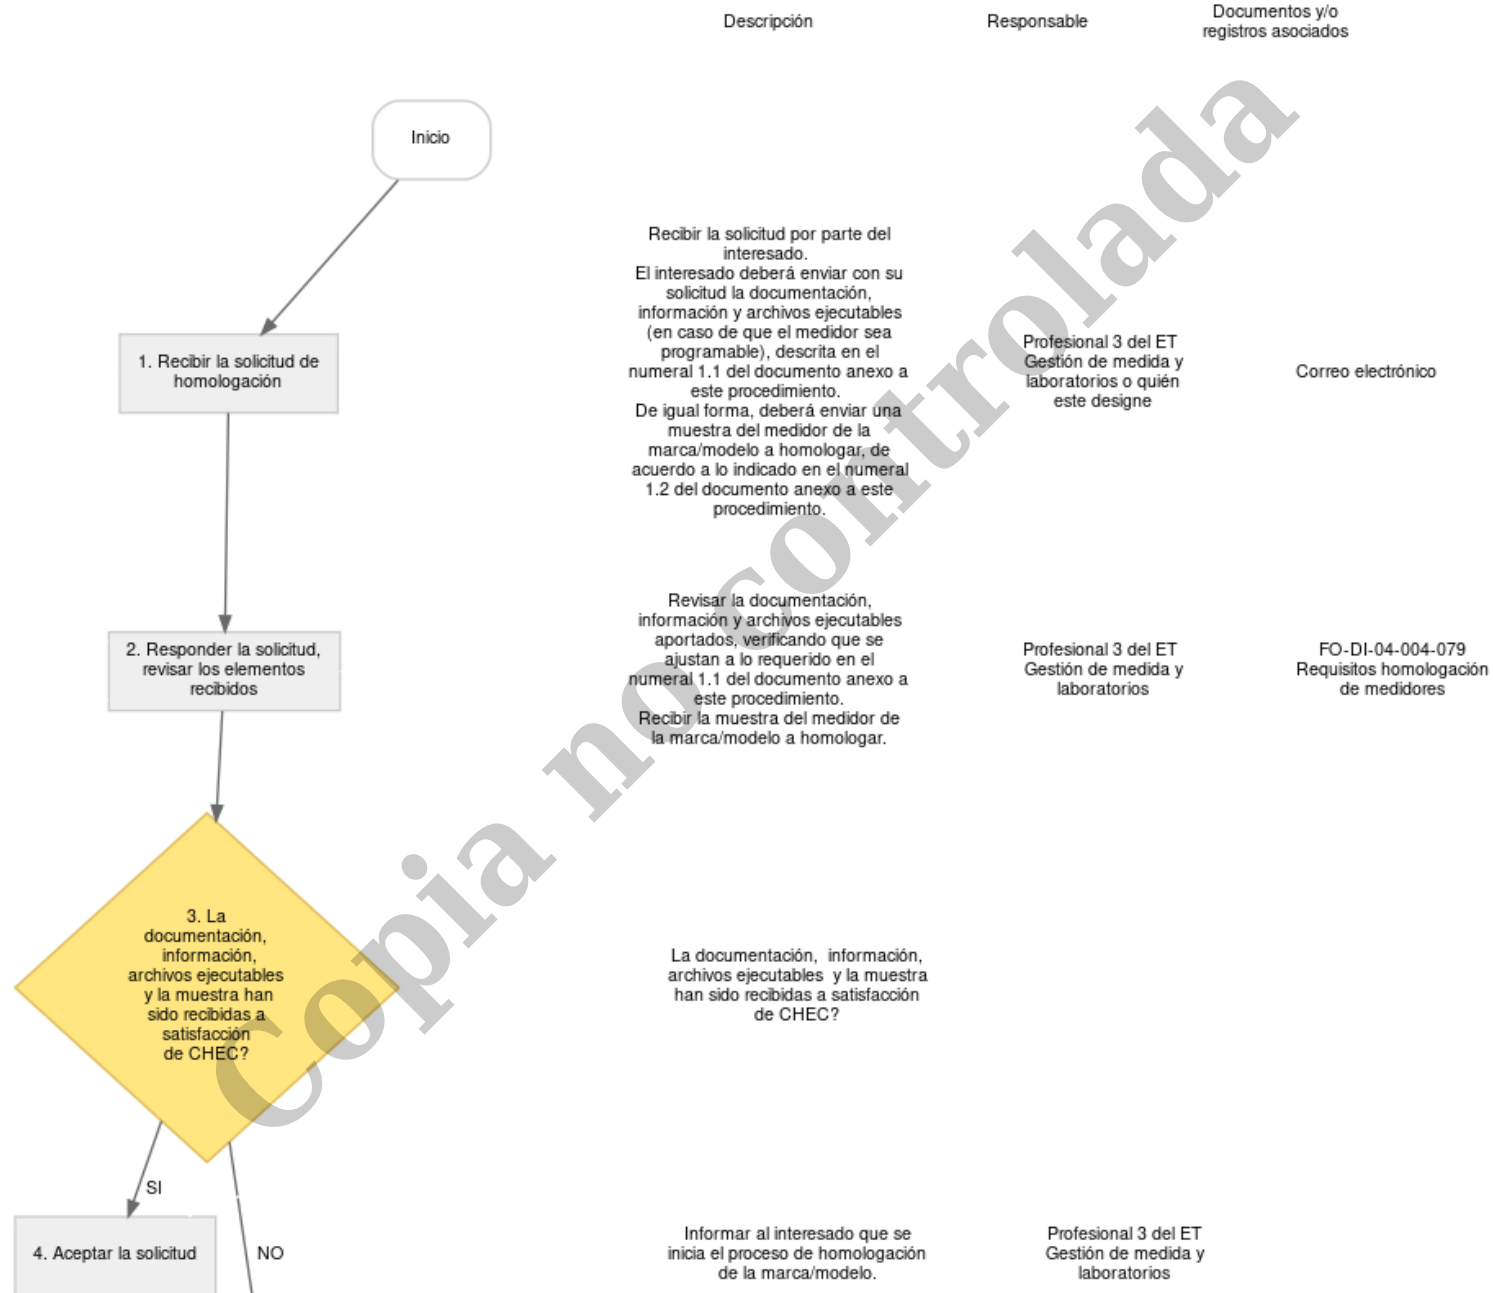 Descripción
Responsable
Documentos y/o
registros asociados
Inicio
1. Recibir la solicitud de
homologación
Recibir la solicitud por parte del
interesado.
El interesado deberá enviar con su
solicitud la documentación,
información y archivos ejecutables
(en caso de que el medidor sea
programable), descrita en el
numeral 1.1 del documento anexo a
este procedimiento.
De igual forma, deberá enviar una
muestra del medidor de la
marca/modelo a homologar, de
acuerdo a lo indicado en el numeral
1.2 del documento anexo a este
procedimiento.
Profesional 3 del ET
Gestión de medida y
laboratorios o quién
este designe
Correo electrónico
2. Responder la solicitud,
revisar los elementos
recibidos
Revisar la documentación,
información y archivos ejecutables
aportados, verificando que se
ajustan a lo requerido en el
numeral 1.1 del documento anexo a
este procedimiento.
Recibir la muestra del medidor de
la marca/modelo a homologar.
Profesional 3 del ET
Gestión de medida y
laboratorios
FO-DI-04-004-079
Requisitos homologación
de medidores
3. La
documentación,
información,
archivos ejecutables
y la muestra han
sido recibidas a
satisfacción
de CHEC?
La documentación,  información,
archivos ejecutables  y la muestra
han sido recibidas a satisfacción
de CHEC?
SI
NO
4. Aceptar la solicitud
Informar al interesado que se
inicia el proceso de homologación
de la marca/modelo.
Profesional 3 del ET
Gestión de medida y
laboratorios
Copia no controlada